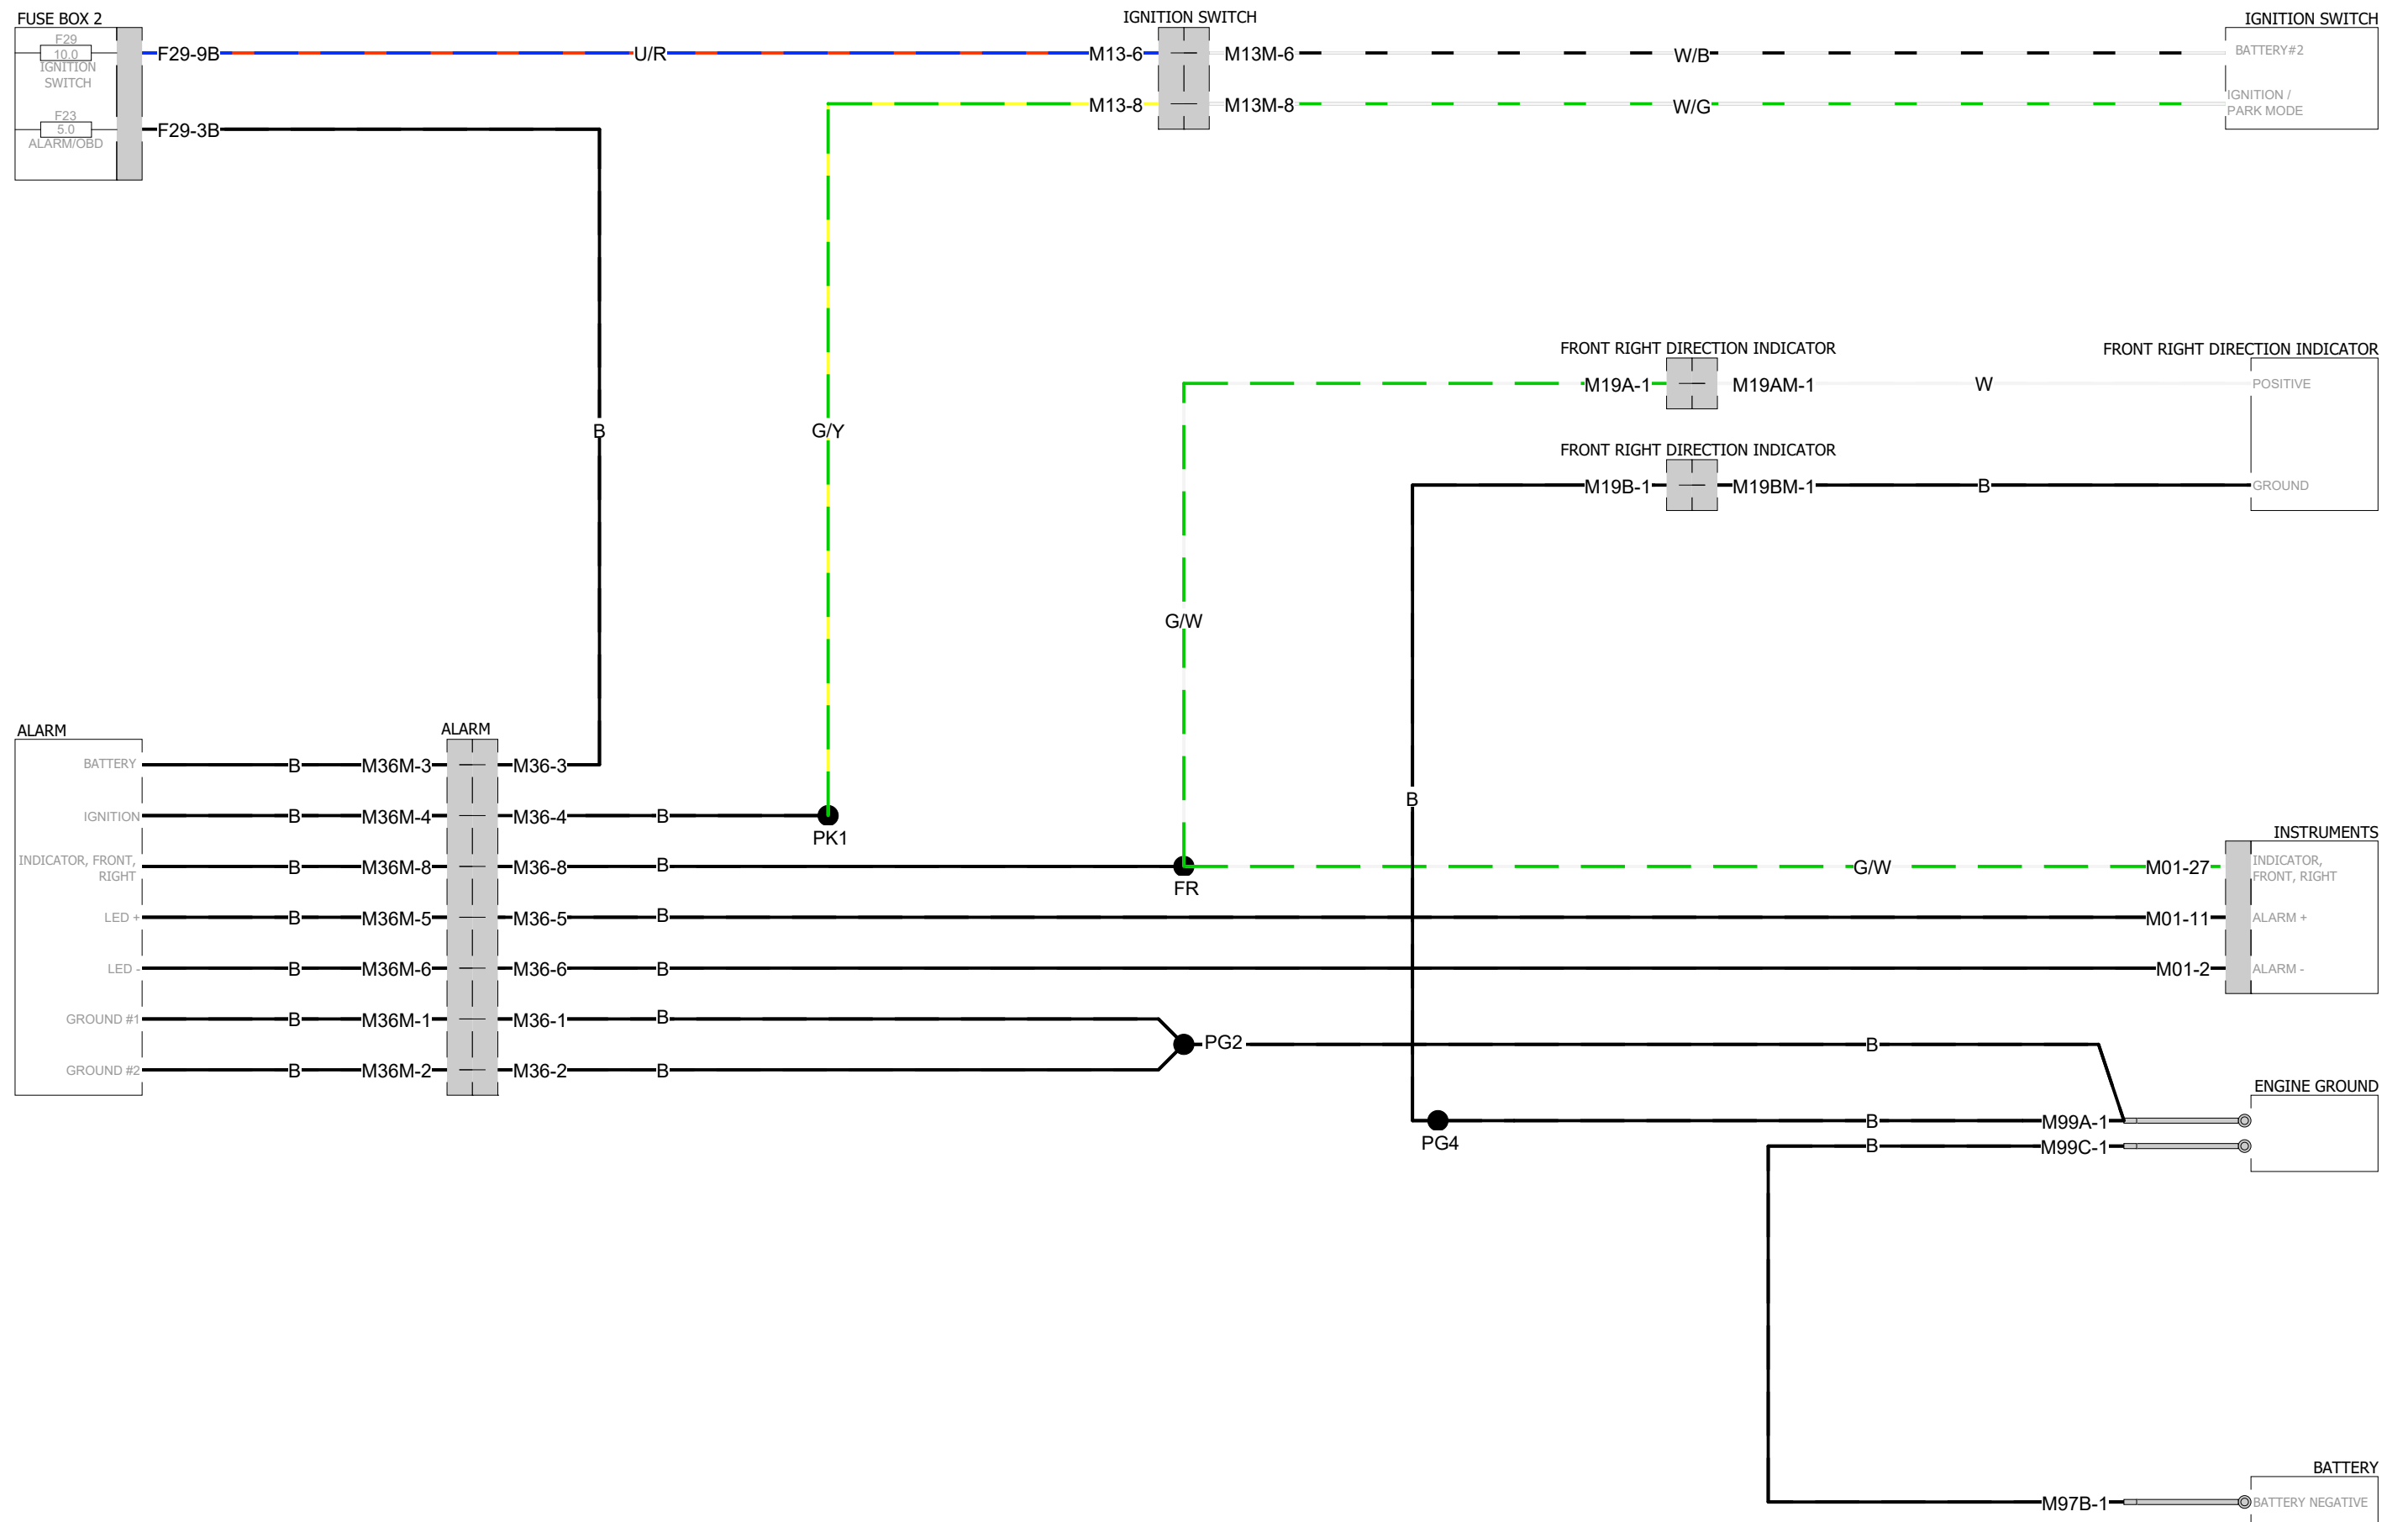 FUSE BOX 2
F29
10.0
IGNITION
SWITCH
F23
5.0
ALARM/OBD
F29-9B
U/R
M13-6
IGNITION SWITCH
M13M-6
W/B
IGNITION SWITCH
BATTERY#2
F29-3B
M13-8
M13M-8
W/G
IGNITION /
PARK MODE
B
G/Y
G/W
FRONT RIGHT DIRECTION INDICATOR
M19A-1
M19AM-1
W
FRONT RIGHT DIRECTION INDICATOR
POSITIVE
FRONT RIGHT DIRECTION INDICATOR
M19B-1
M19BM-1
B
GROUND
B
ALARM
ALARM
BATTERY
B
M36M-3
M36-3
IGNITION
B
M36M-4
M36-4
B
PK1
INDICATOR, FRONT,
RIGHT
B
M36M-8
M36-8
B
FR
G/W
M01-27
INSTRUMENTS
INDICATOR,
FRONT, RIGHT
LED +
B
M36M-5
M36-5
B
M01-11
ALARM +
LED -
B
M36M-6
M36-6
B
M01-2
ALARM -
GROUND #1
B
M36M-1
M36-1
B
PG2
B
GROUND #2
B
M36M-2
M36-2
B
ENGINE GROUND
PG4
B
M99A-1
B
M99C-1
BATTERY
M97B-1
BATTERY NEGATIVE